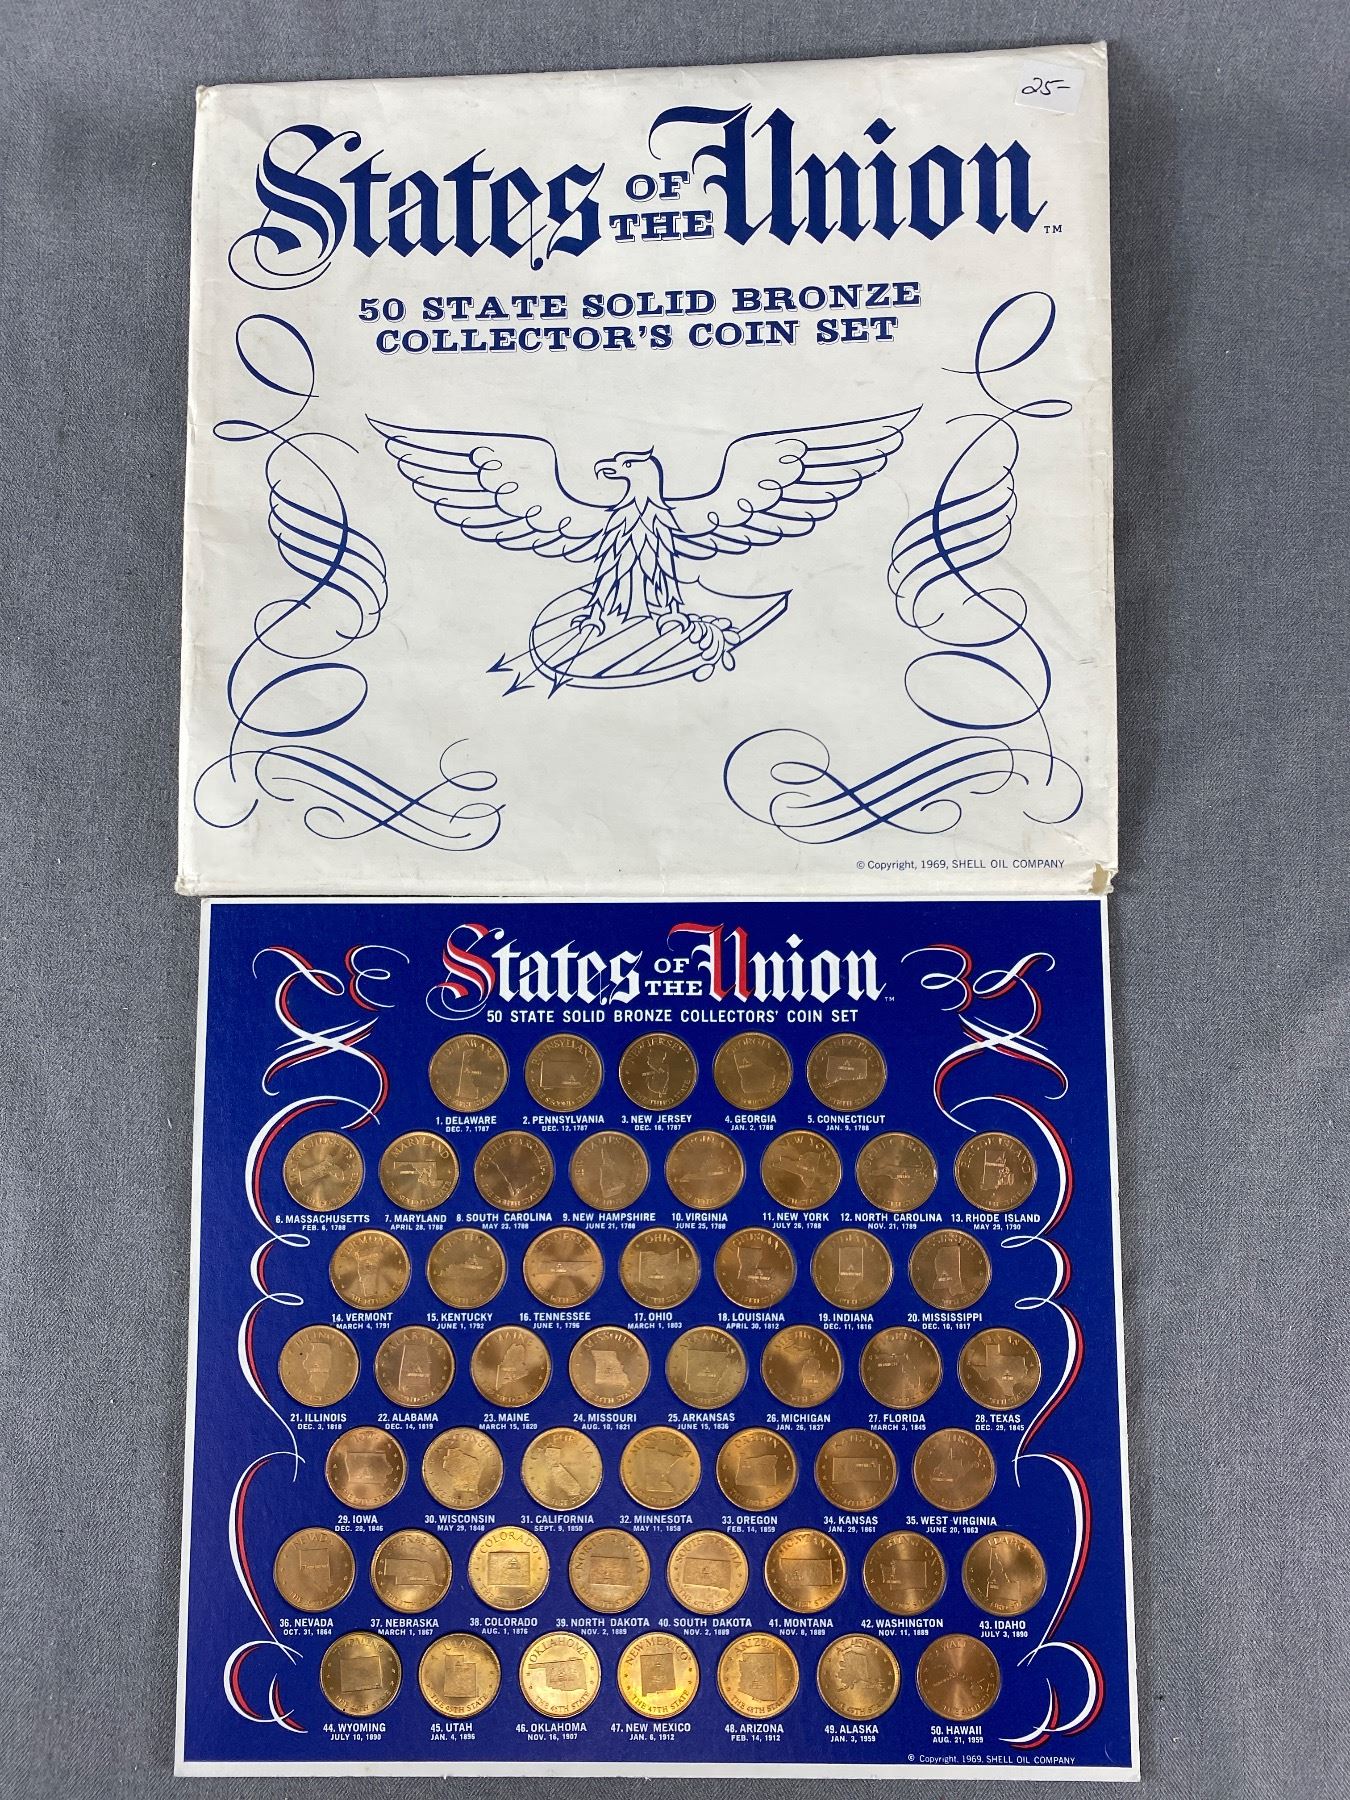 25-
States OF THE Union ™
50 STATE SOLID BRONZE
COLLECTOR'S COIN SET
© Copyright, 1969, SHELL OIL COMPANY
States OF THE Union ™
50 STATE SOLID BRONZE COLLECTORS' COIN SET
1. DELAWARE 2. PENNSYLVANIA 3. NEW JERSEY 4. GEORGIA 5. CONNECTICUT
DEC. 7, 1787 DEC. 12, 1787 DEC. 18, 1787 JAN. 2, 1788 JAN. 9, 1788
6. MASSACHUSETTS 7. MARYLAND 8. SOUTH CAROLINA 9. NEW HAMPSHIRE 10. VIRGINIA 11. NEW YORK 12. NORTH CAROLINA 13. RHODE ISLAND
FEB. 6, 1788 APRIL 28, 1788 MAY 23, 1788 JUNE 21, 1788 JUNE 25, 1788 JULY 26, 1788 NOV. 21, 1789 MAY 29, 1790
14. VERMONT 15. KENTUCKY 16. TENNESSEE 17. OHIO 18. LOUISIANA 19. INDIANA 20. MISSISSIPPI
MARCH 4, 1791 JUNE 1, 1792 JUNE 1, 1796 MARCH 1, 1803 APRIL 30, 1812 DEC. 11, 1816 DEC. 10, 1817
21. ILLINOIS 22. ALABAMA 23. MAINE 24. MISSOURI 25. ARKANSAS 26. MICHIGAN 27. FLORIDA 28. TEXAS
DEC. 3, 1818 DEC. 14, 1819 MARCH 15, 1820 AUG. 10, 1821 JUNE 15, 1836 JAN. 26, 1837 MARCH 3, 1845 DEC. 29, 1845
29. IOWA 30. WISCONSIN 31. CALIFORNIA 32. MINNESOTA 33. OREGON 34. KANSAS 35. WEST VIRGINIA
DEC. 28, 1846 MAY 29, 1848 SEPT. 9, 1850 MAY 11, 1858 FEB. 14, 1859 JAN. 29, 1861 JUNE 20, 1863
COLORADO
36. NEVADA 37. NEBRASKA 38. COLORADO 39. NORTH DAKOTA 40. SOUTH DAKOTA 41. MONTANA 42. WASHINGTON 43. IDAHO
OCT. 31, 1864 MARCH 1, 1867 AUG. 1, 1876 NOV. 2, 1889 NOV. 2, 1889 NOV. 8, 1889 NOV. 11, 1889 JULY 3, 1890
OKLAHOMA NEW MEXICO
THE 47TH STATE
44. WYOMING 45. UTAH 46. OKLAHOMA 47. NEW MEXICO 48. ARIZONA 49. ALASKA 50. HAWAII
JULY 10, 1890 JAN. 4, 1896 NOV. 16, 1907 JAN. 6, 1912 FEB. 14, 1912 JAN. 3, 1959 AUG. 21, 1959
© Copyright, 1969, SHELL OIL COMPANY